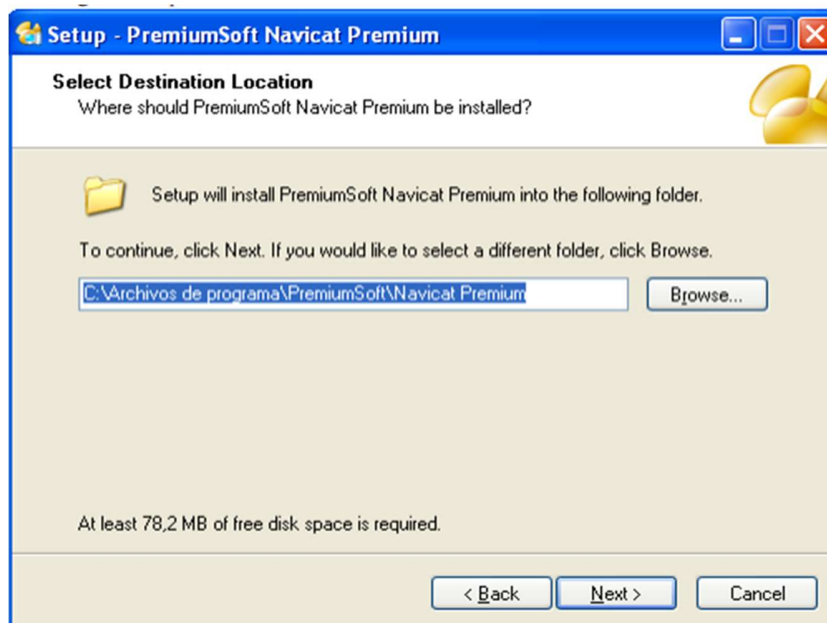 Setup - PremiumSoft Navicat Premium
Select Destination Location
Where should PremiumSoft Navicat Premium be installed?
Setup will install PremiumSoft Navicat Premium into the following folder.
To continue, click Next. If you would like to select a different folder, click Browse.
C:\Archivos de programa\PremiumSoft\Navicat Premium
Browse...
At least 78,2 MB of free disk space is required.
< Back
Next >
Cancel